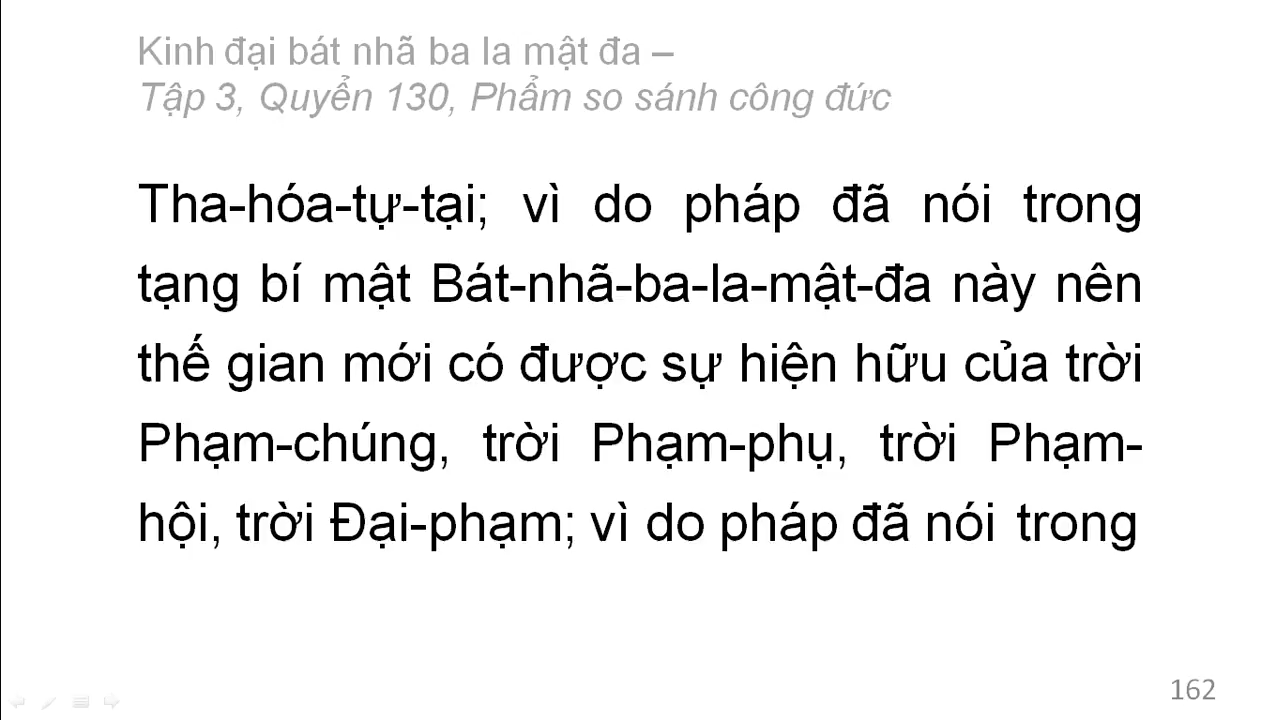 Kinh đại bát nhã ba la mật đa –
Tập 3, Quyển 130, Phẩm so sánh công đức
Tha-hóa-tự-tại; vì do pháp đã nói trong
tạng bí mật Bát-nhã-ba-la-mật-đa này nên
thế gian mới có được sự hiện hữu của trời
Phạm-chúng, trời Phạm-phụ, trời Phạm-
hội, trời Đại-phạm; vì do pháp đã nói trong
162